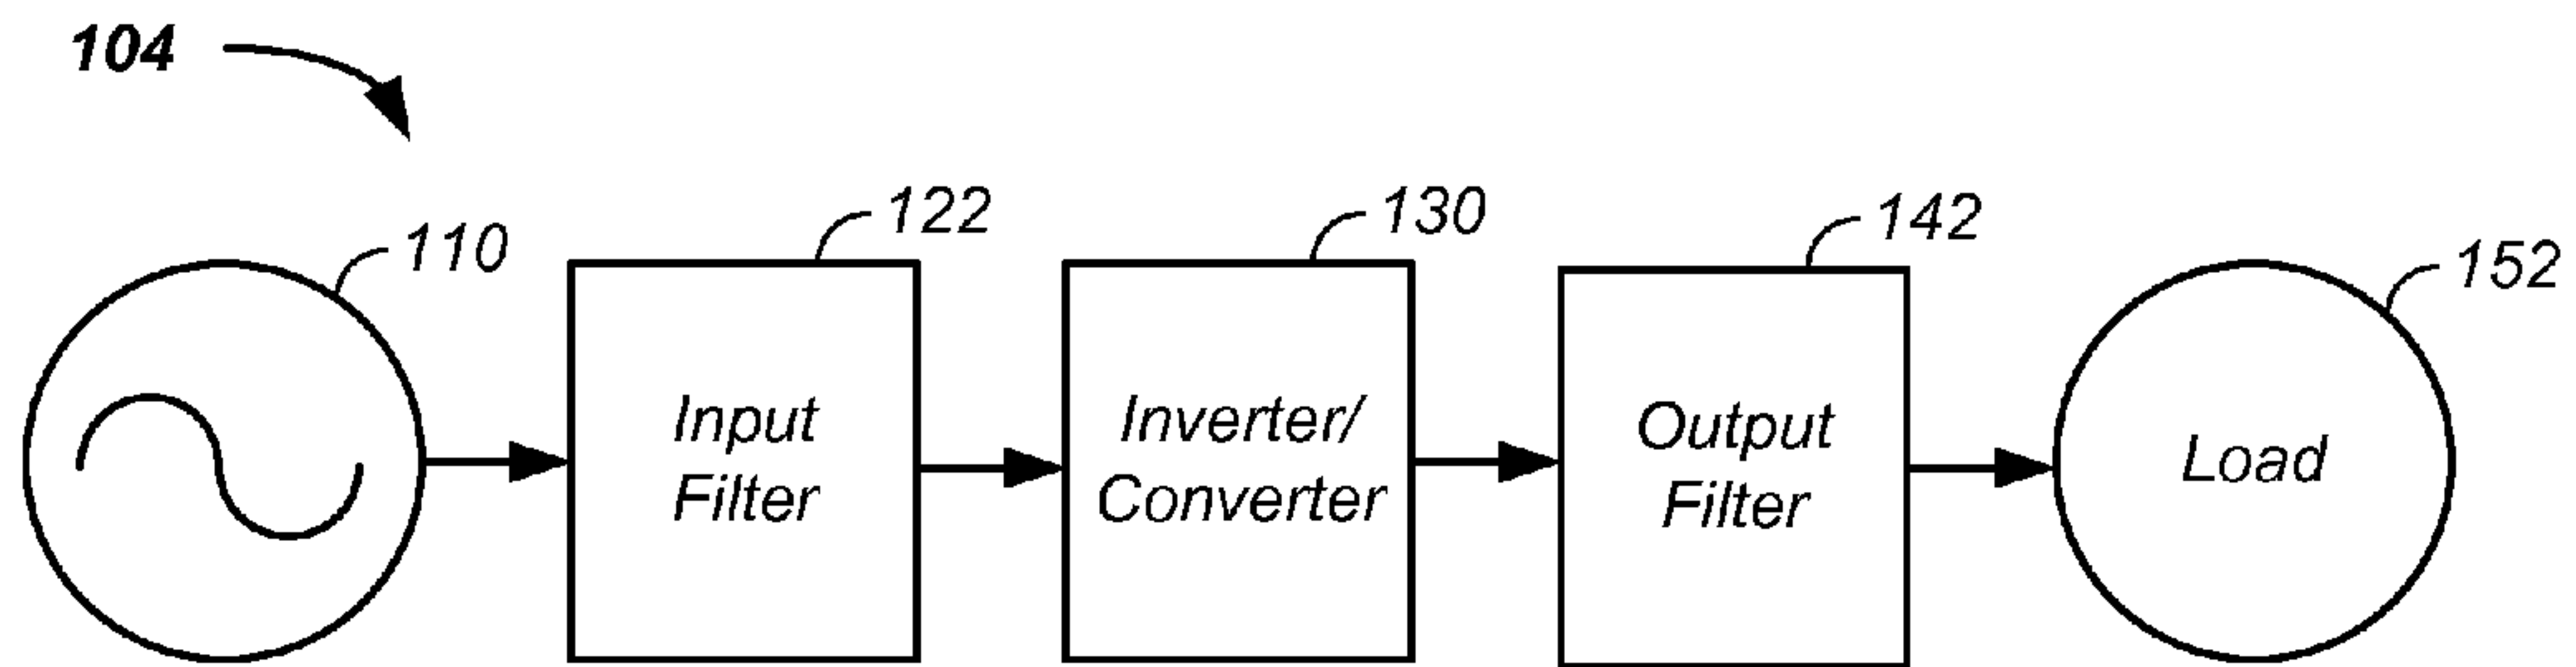 104
110
122
130
142
152
Input
Filter
Inverter/
Converter
Output
Filter
Load